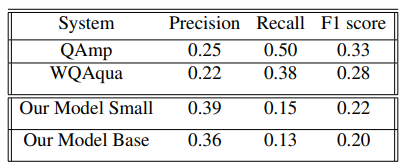 System Precision Recall F1 score
QAmp 0.25 0.50 0.33
WQAqua 0.22 0.38 0.28
Our Model Small 0.39 0.15 0.22
Our Model Base 0.36 0.13 0.20